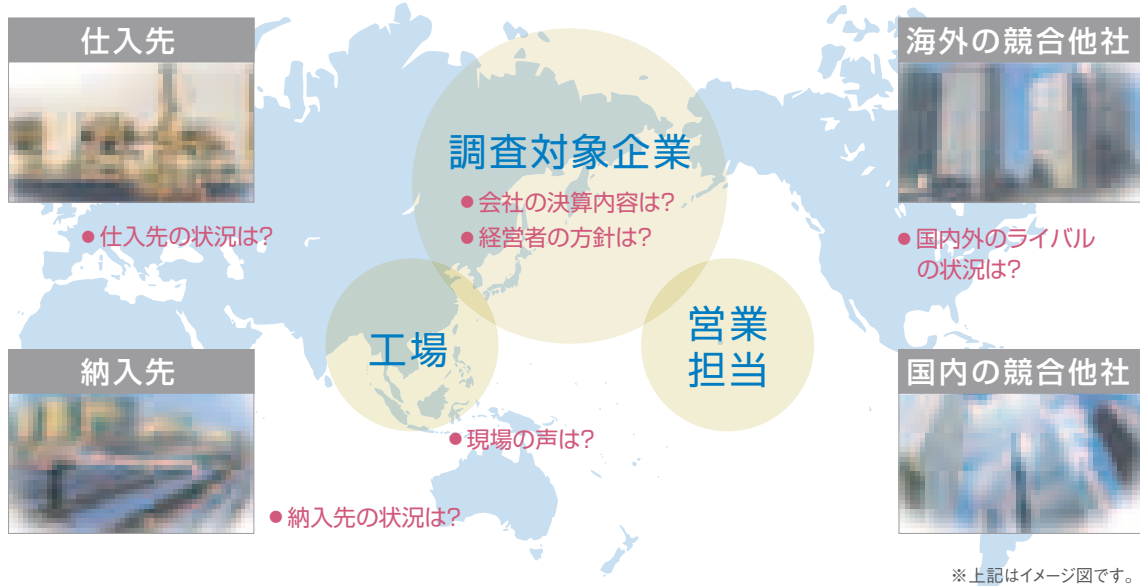 仕入先
● 仕入先の状況は?
調査対象企業
● 会社の決算内容は?
● 経営者の方針は?
海外の競合他社
● 国内外のライバル
の状況は?
工場
営業
担当
● 現場の声は?
納入先
● 納入先の状況は?
国内の競合他社
※上記はイメージ図です。